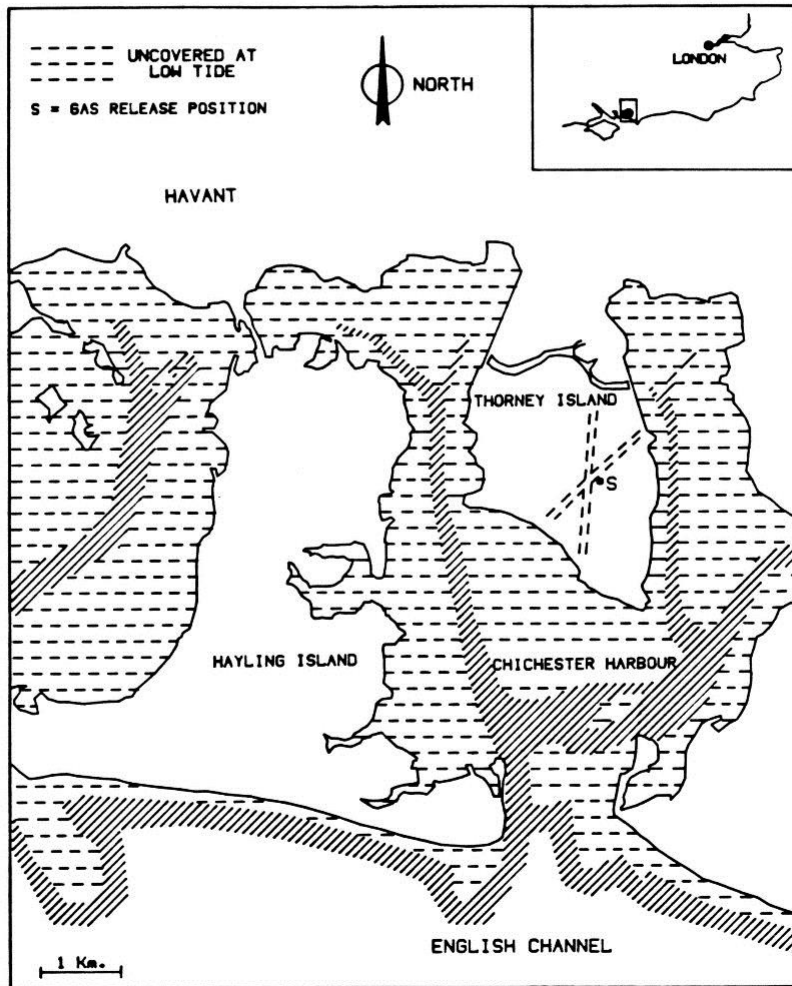 UNCOVERED AT
LOW TIDE
S = GAS RELEASE POSITION
NORTH
LONDON
HAVANT
THORNEY ISLAND
S
HAYLING ISLAND
CHICHESTER HARBOUR
ENGLISH CHANNEL
1 Km.